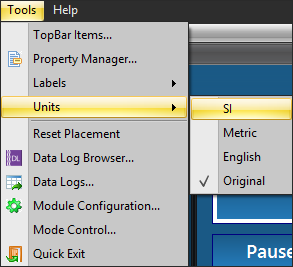 Tools Help
TopBar Items...
Property Manager...
Labels
Units
Reset Placement
DL Data Log Browser...
Data Logs...
Module Configuration...
Mode Control...
Quick Exit
SI
Metric
English
Original
Pause